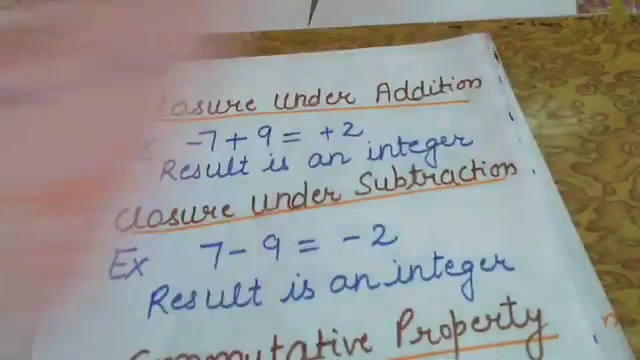 Closure under Addition
-7+9 = +2
Result is an integer
Closure under Subtraction
Ex 7-9 = -2
Result is an integer
Commutative Property